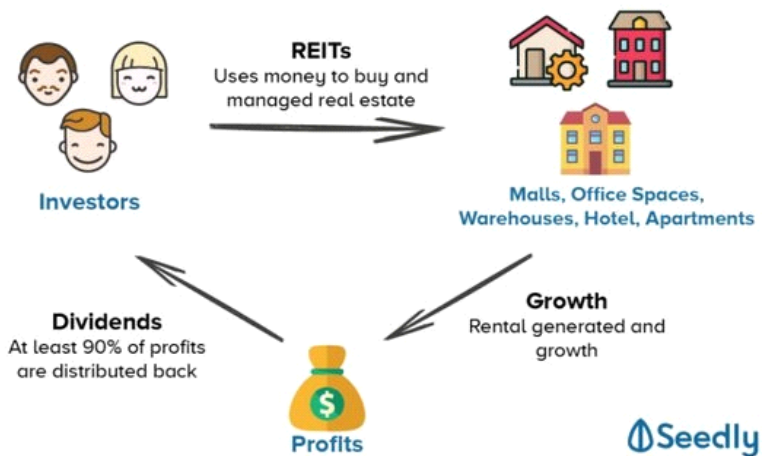 REITs
Uses money to buy and
managed real estate
Investors
Malls, Office Spaces,
Warehouses, Hotel, Apartments
Growth
Rental generated and
growth
Dividends
At least 90% of profits
are distributed back
$
Profits
Seedly